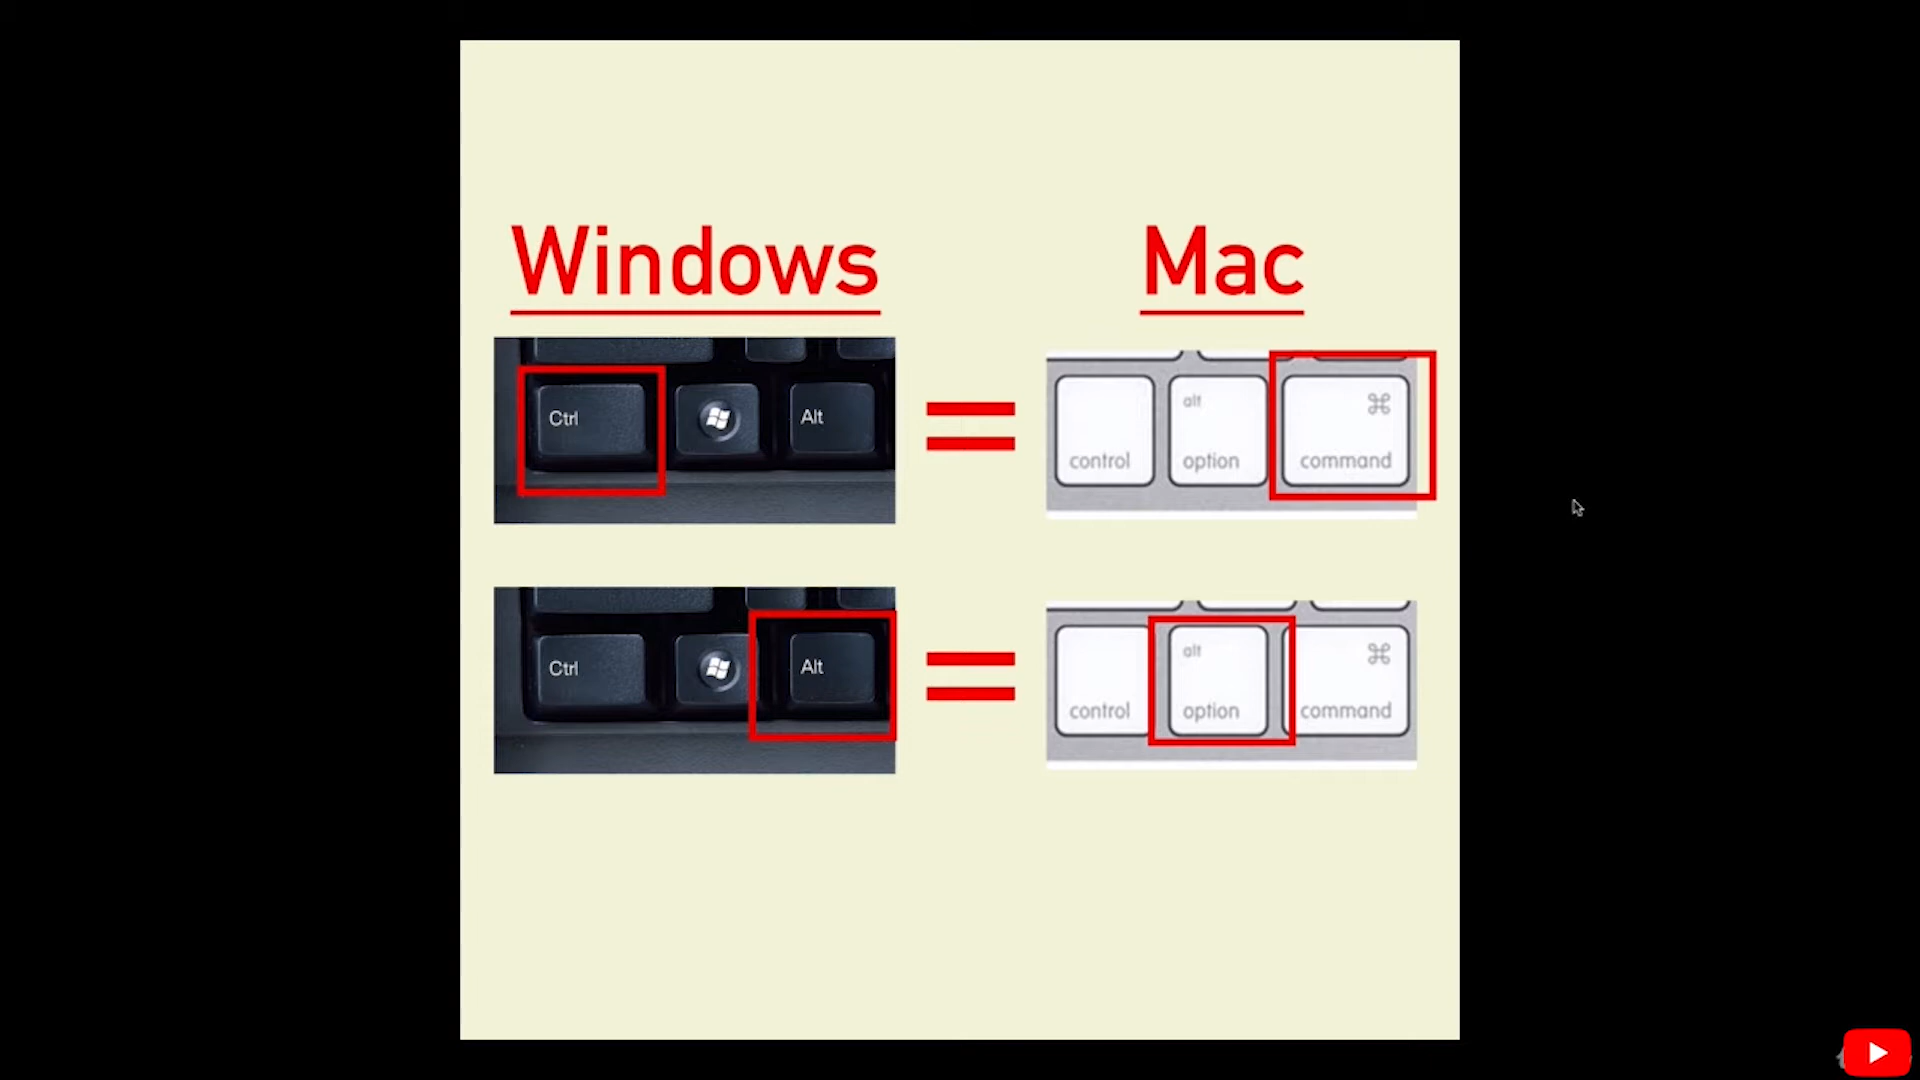 Windows Mac
Ctrl Alt
alt ⌘
control option command
Ctrl Alt
alt ⌘
control option command